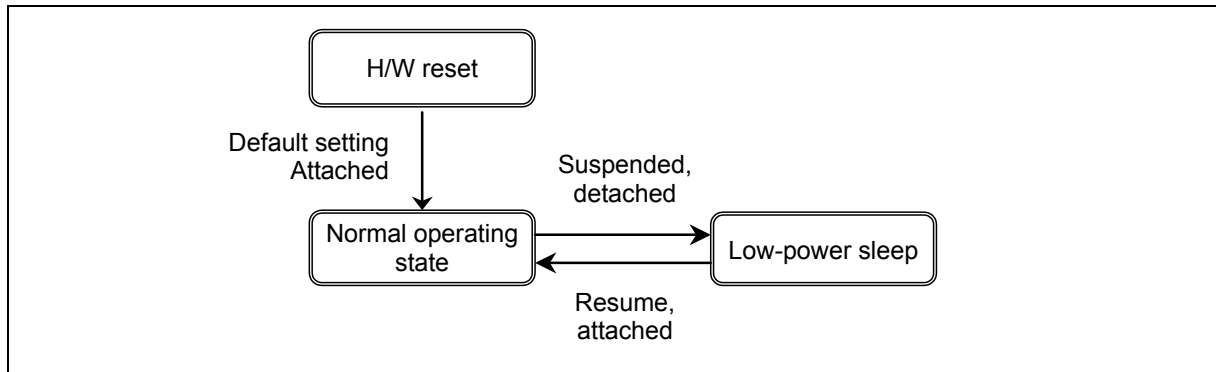 H/W reset
Default setting
Attached
Suspended,
detached
Normal operating
state
Low-power sleep
Resume,
attached